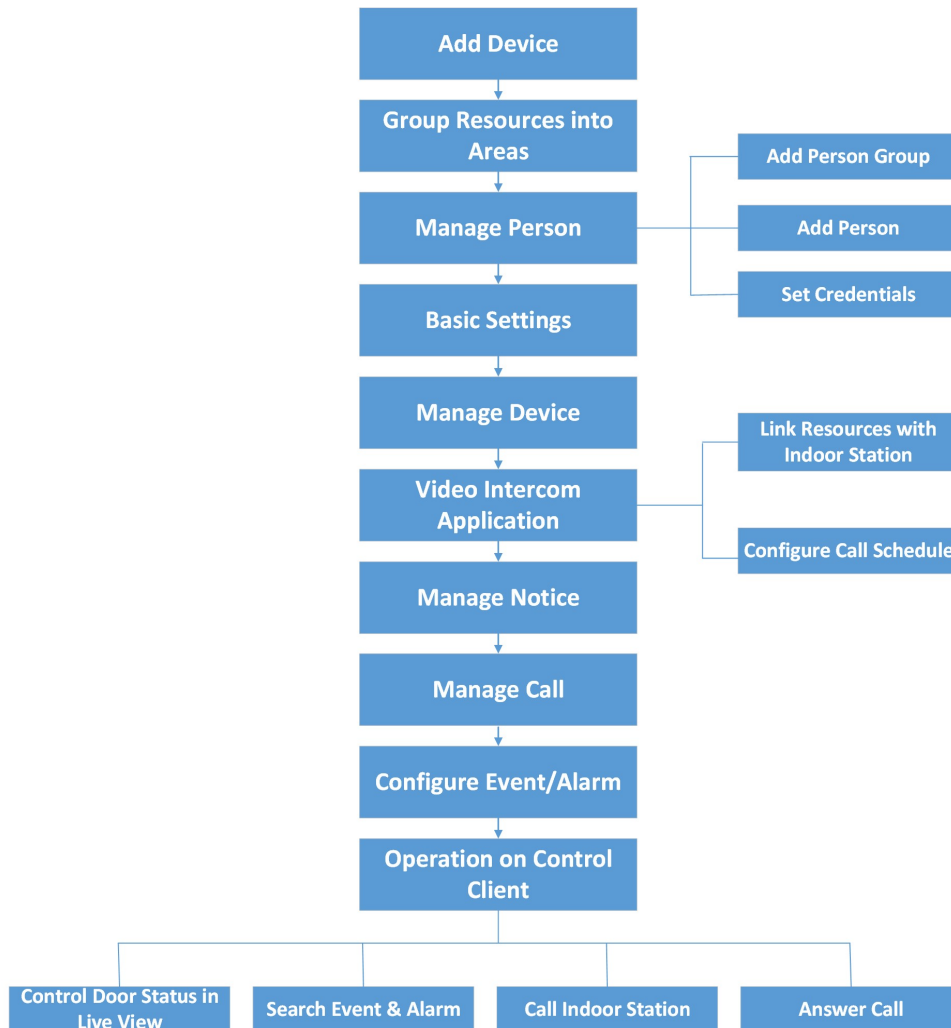 Add Device
Group Resources into
Areas
Add Person Group
Manage Person
Add Person
Set Credentials
Basic Settings
Manage Device
Link Resources with
Indoor Station
Video Intercom
Application
Configure Call Schedule
Manage Notice
Manage Call
Configure Event/Alarm
Operation on Control
Client
Control Door Status in
Live View
Search Event & Alarm
Call Indoor Station
Answer Call